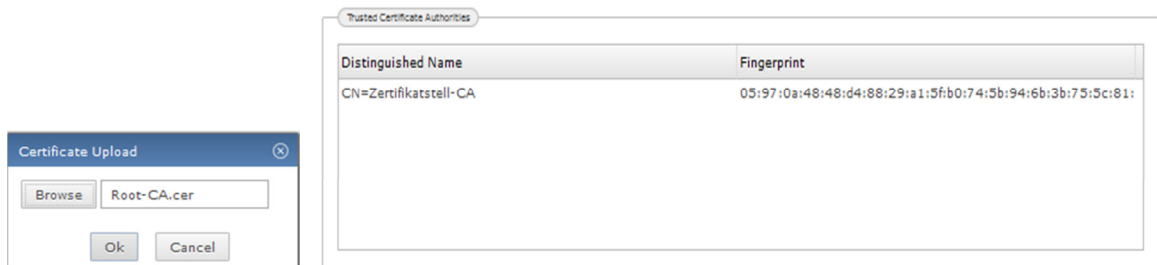 Trusted Certificate Authorities
Distinguished Name Fingerprint
CN=Zertifikatstell-CA 05:97:0a:48:48:d4:88:29:a1:5f:b0:74:5b:94:6b:3b:75:5c:81:
Certificate Upload
Browse Root-CA.cer
Ok Cancel